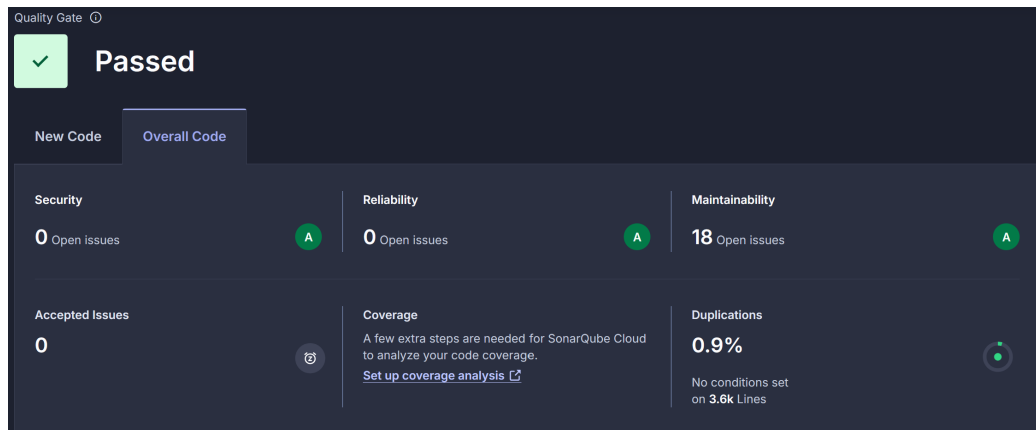 Quality Gate
Passed
New Code
Overall Code
Security
0 Open issues
A
Reliability
0 Open issues
A
Maintainability
18 Open issues
A
Accepted Issues
0
Coverage
A few extra steps are needed for SonarQube Cloud
to analyze your code coverage.
Set up coverage analysis
Duplications
0.9%
No conditions set
on 3.6k Lines